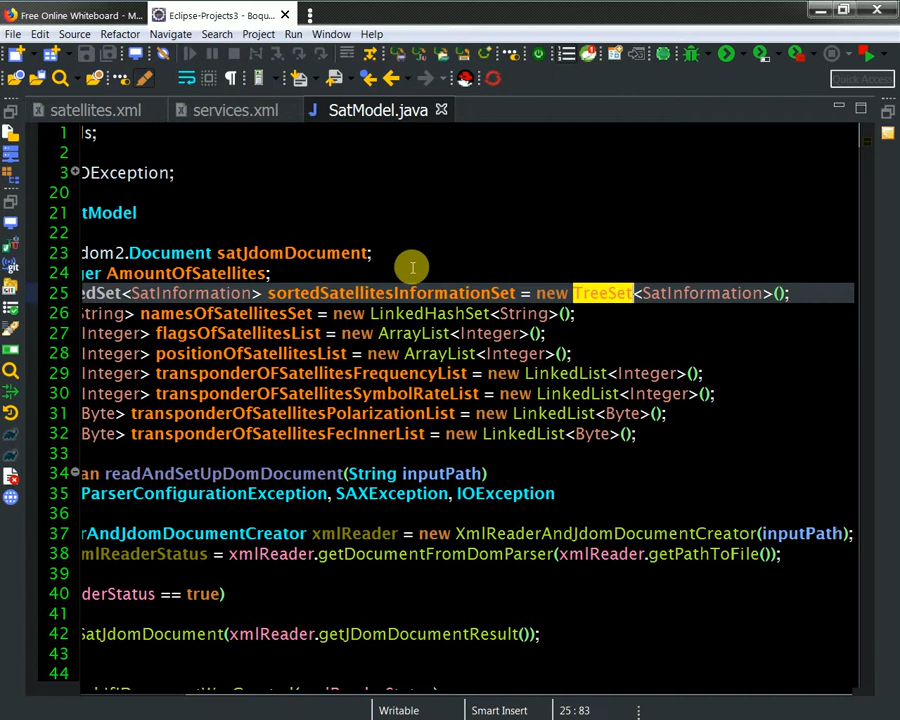 Free Online Whiteboard - M...
Eclipse-Projects3 - Boqu...
File Edit Source Refactor Navigate Search Project Run Window Help
Quick Access
satellites.xml services.xml SatModel.java
1 ls;
2
3 OException;
20
21 tModel
22
23 dom2.Document satJdomDocument;
24 ger AmountOfSatellites;
25 edSet<SatInformation> sortedSatellitesInformationSet = new TreeSet<SatInformation>();
26 String> namesOfSatellitesSet = new LinkedHashSet<String>();
27 Integer> flagsOfSatellitesList = new ArrayList<Integer>();
28 Integer> positionOfSatellitesList = new ArrayList<Integer>();
29 Integer> transponderOFSatellitesFrequencyList = new LinkedList<Integer>();
30 Integer> transponderOFSatellitesSymbolRateList = new LinkedList<Integer>();
31 Byte> transponderOFSatellitesPolarizationList = new LinkedList<Byte>();
32 Byte> transponderOfSatellitesFecInnerList = new LinkedList<Byte>();
33
34 an readAndSetUpDomDocument(String inputPath)
35 ParserConfigurationException, SAXException, IOException
36
37 rAndJdomDocumentCreator xmlReader = new XmlReaderAndJdomDocumentCreator(inputPath);
38 mlReaderStatus = xmlReader.getDocumentFromDomParser(xmlReader.getPathToFile());
39
40 derStatus == true)
41
42 SatJdomDocument(xmlReader.getJDomDocumentResult());
43
44
Writable Smart Insert 25 : 83